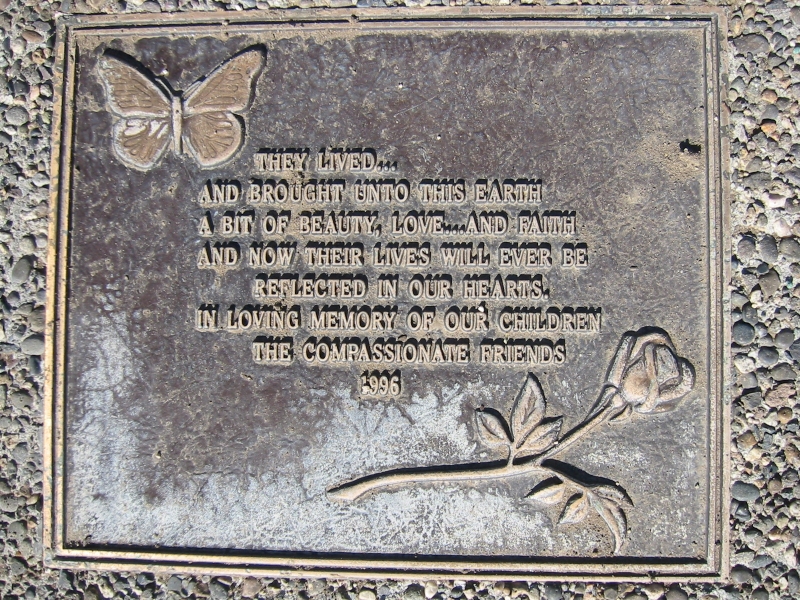 THEY LIVED...
AND BROUGHT UNTO THIS EARTH
A BIT OF BEAUTY, LOVE...AND FAITH
AND NOW THEIR LIVES WILL EVER BE
REFLECTED IN OUR HEARTS.
IN LOVING MEMORY OF OUR CHILDREN
THE COMPASSIONATE FRIENDS
1996